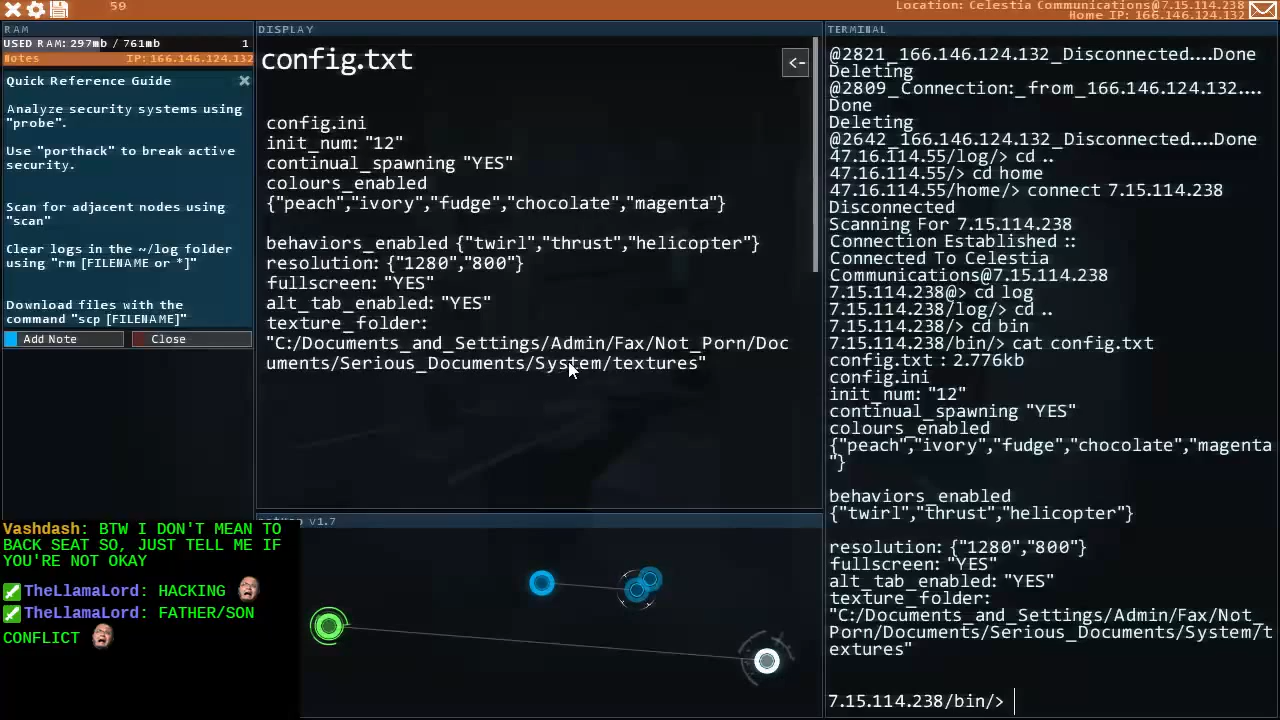 59
Location: Celestia Communications@7.15.114.238
Home IP: 166.146.124.132
RAM
USED RAM: 297mb / 761mb 1
Notes IP:166.146.124.132
Quick Reference Guide
Analyze security systems using
"probe".
Use "porthack" to break active
security.
Scan for adjacent nodes using
"scan"
Clear logs in the ~/log folder
using "rm [FILENAME or *]"
Download files with the
command "scp [FILENAME]"
Add Note Close
Vashdash: BTW I DON'T MEAN TO
BACK SEAT SO, JUST TELL ME IF
YOU'RE NOT OKAY
TheLlamaLord: HACKING
TheLlamaLord: FATHER/SON
CONFLICT
DISPLAY
config.txt
<-
config.ini
init_num: "12"
continual_spawning "YES"
colours_enabled
{"peach","ivory","fudge","chocolate","magenta"}
behaviors_enabled {"twirl","thrust","helicopter"}
resolution: {"1280","800"}
fullscreen: "YES"
alt_tab_enabled: "YES"
texture_folder:
"C:/Documents_and_Settings/Admin/Fax/Not_Porn/Doc
uments/Serious_Documents/System/textures"
v1.7
TERMINAL
@2821_166.146.124.132_Disconnected....Done
Deleting
@2809_Connection:_from_166.146.124.132....
Done
Deleting
@2642_166.146.124.132_Disconnected....Done
47.16.114.55/log/> cd ..
47.16.114.55/> cd home
47.16.114.55/home/> connect 7.15.114.238
Disconnected
Scanning For 7.15.114.238
Connection Established ::
Connected To Celestia
Communications@7.15.114.238
7.15.114.238@> cd log
7.15.114.238/log/> cd ..
7.15.114.238/> cd bin
7.15.114.238/bin/> cat config.txt
config.txt : 2.776kb
config.ini
init_num: "12"
continual_spawning "YES"
colours_enabled
{"peach","ivory","fudge","chocolate","magenta
"}
behaviors_enabled
{"twirl","thrust","helicopter"}
resolution: {"1280","800"}
fullscreen: "YES"
alt_tab_enabled: "YES"
texture_folder:
"C:/Documents_and_Settings/Admin/Fax/Not_
Porn/Documents/Serious_Documents/System/t
extures"
7.15.114.238/bin/>